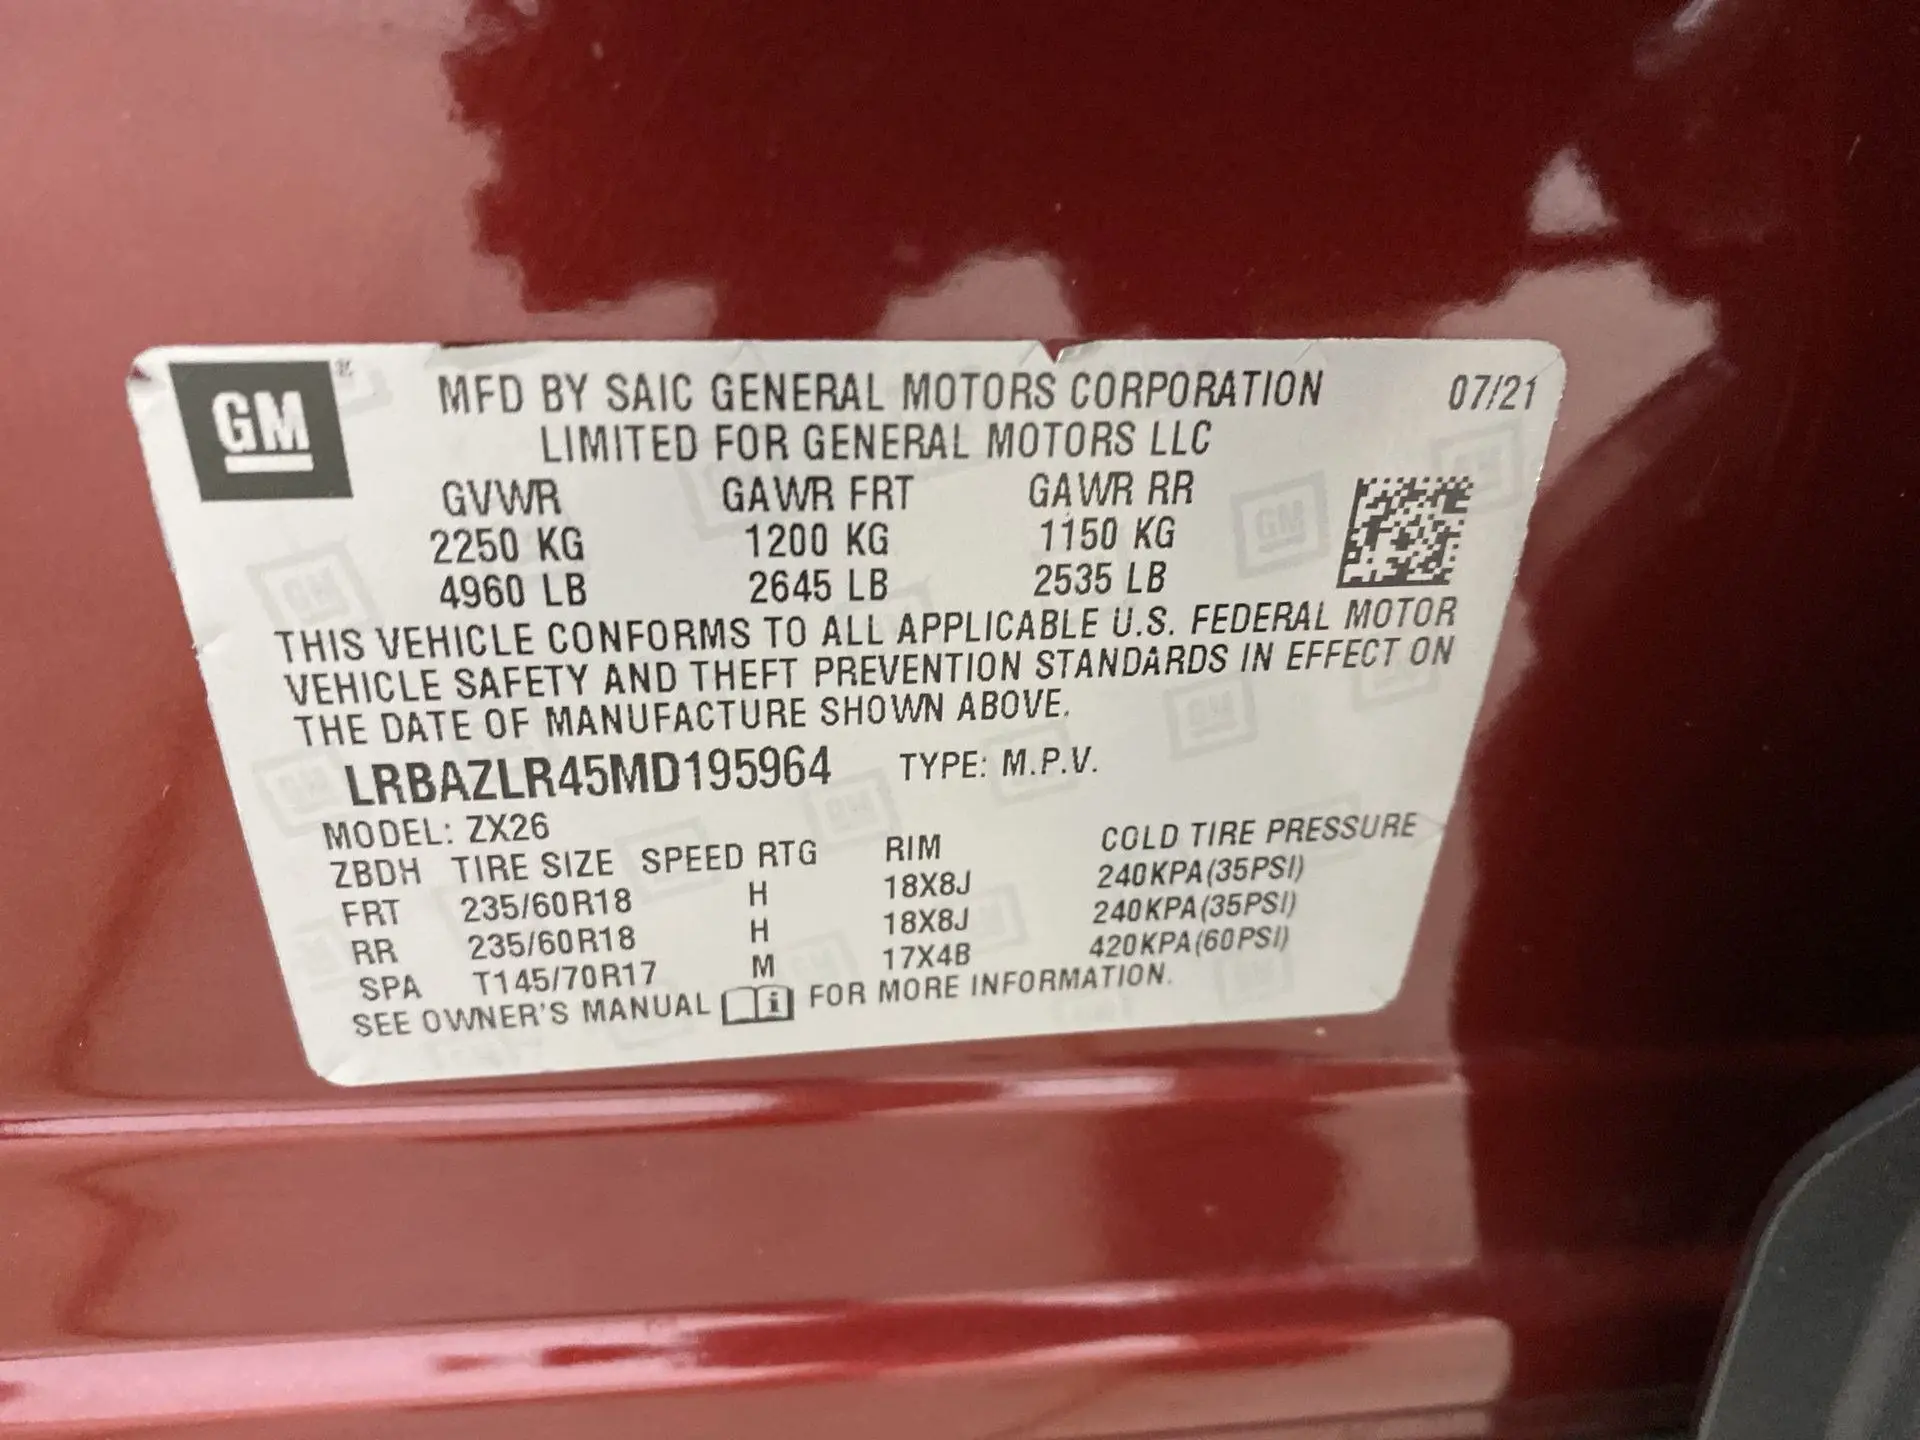 GM
MFD BY SAIC GENERAL MOTORS CORPORATION 07/21
LIMITED FOR GENERAL MOTORS LLC
GVWR GAWR FRT GAWR RR
2250 KG 1200 KG 1150 KG
4960 LB 2645 LB 2535 LB
THIS VEHICLE CONFORMS TO ALL APPLICABLE U.S. FEDERAL MOTOR
VEHICLE SAFETY AND THEFT PREVENTION STANDARDS IN EFFECT ON
THE DATE OF MANUFACTURE SHOWN ABOVE.
LRBAZLR45MD195964 TYPE: M.P.V.
MODEL: ZX26
ZBDH TIRE SIZE SPEED RTG RIM COLD TIRE PRESSURE
FRT 235/60R18 H 18X8J 240KPA(35PSI)
RR 235/60R18 H 18X8J 240KPA(35PSI)
SPA T145/70R17 M 17X4B 420KPA(60PSI)
SEE OWNER'S MANUAL i FOR MORE INFORMATION.